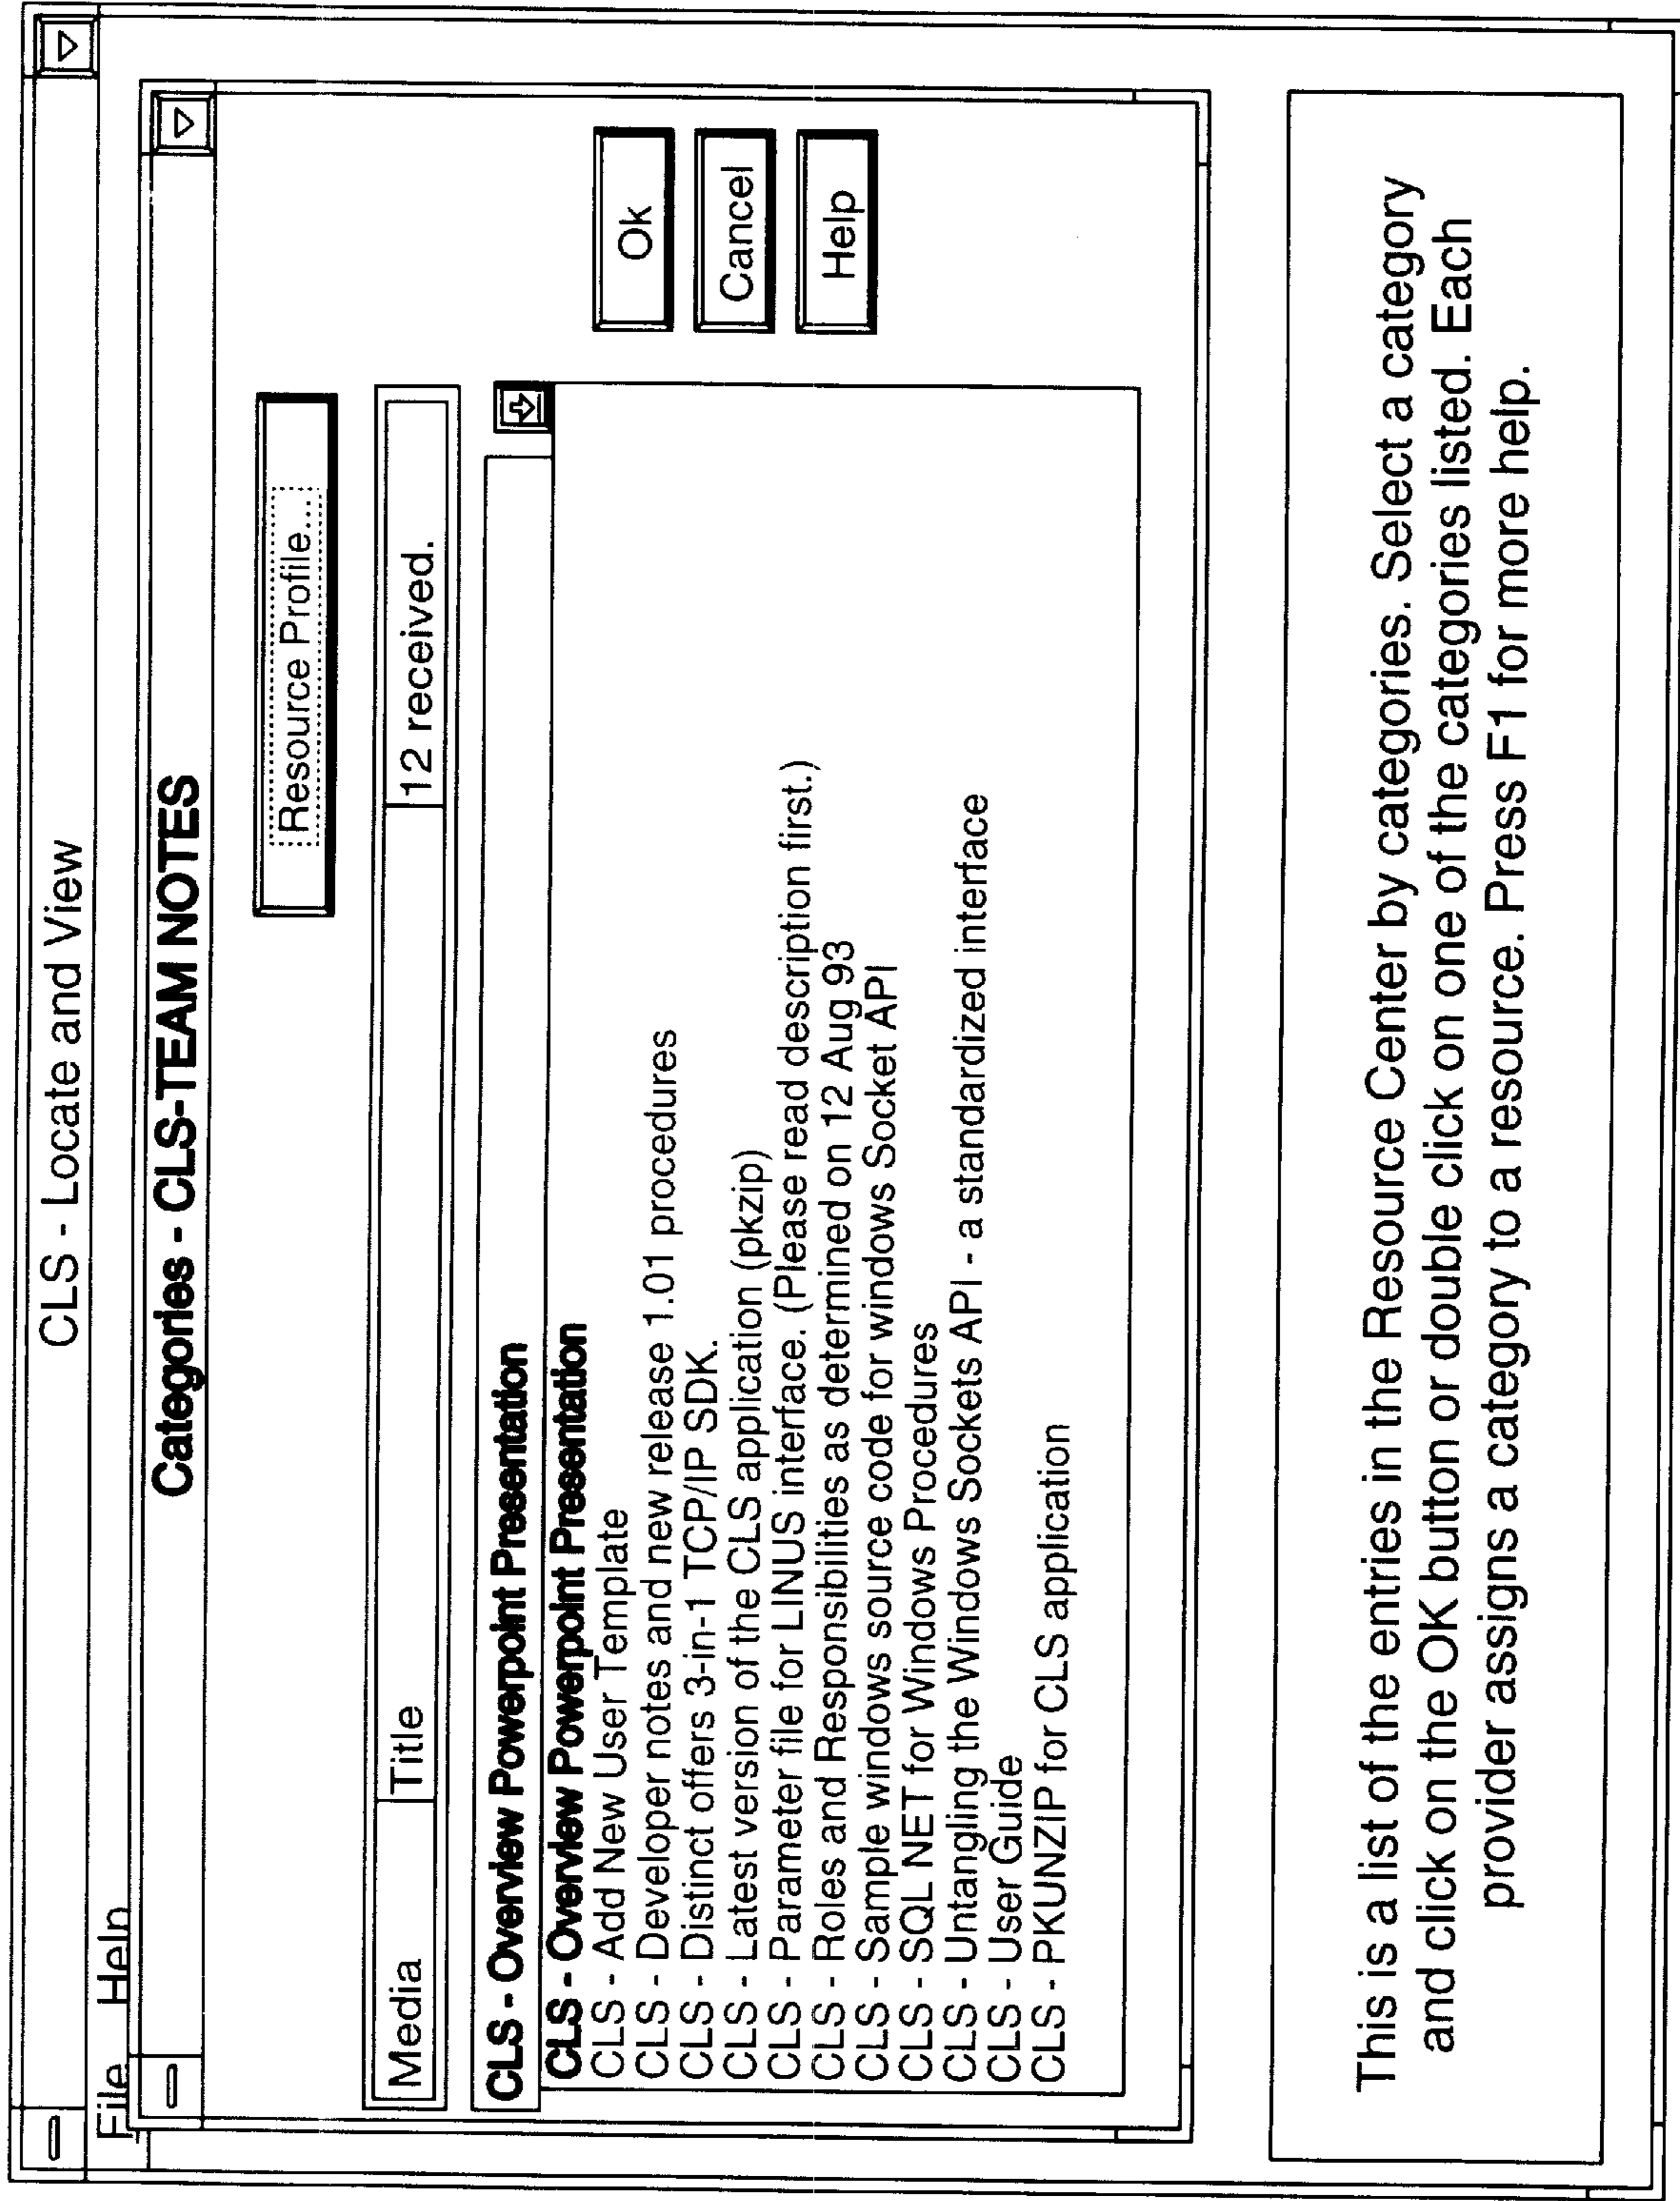 CLS - Locate and View
File Help
Categories - CLS-TEAM NOTES
Resource Profile...
Media Title 12 received.
CLS - Overview Powerpoint Presentation
CLS - Overview Powerpoint Presentation
CLS - Add New User Template
CLS - Developer notes and new release 1.01 procedures
CLS - Distinct offers 3-in-1 TCP/IP SDK.
CLS - Latest version of the CLS application (pkzip)
CLS - Parameter file for LINUS interface. (Please read description first.)
CLS - Roles and Responsibilities as determined on 12 Aug 93
CLS - Sample windows source code for windows Socket API
CLS - SQL NET for Windows Procedures
CLS - Untangling the Windows Sockets API - a standardized interface
CLS - User Guide
CLS - PKUNZIP for CLS application
Ok
Cancel
Help
This is a list of the entries in the Resource Center by categories. Select a category
and click on the OK button or double click on one of the categories listed. Each
provider assigns a category to a resource. Press F1 for more help.